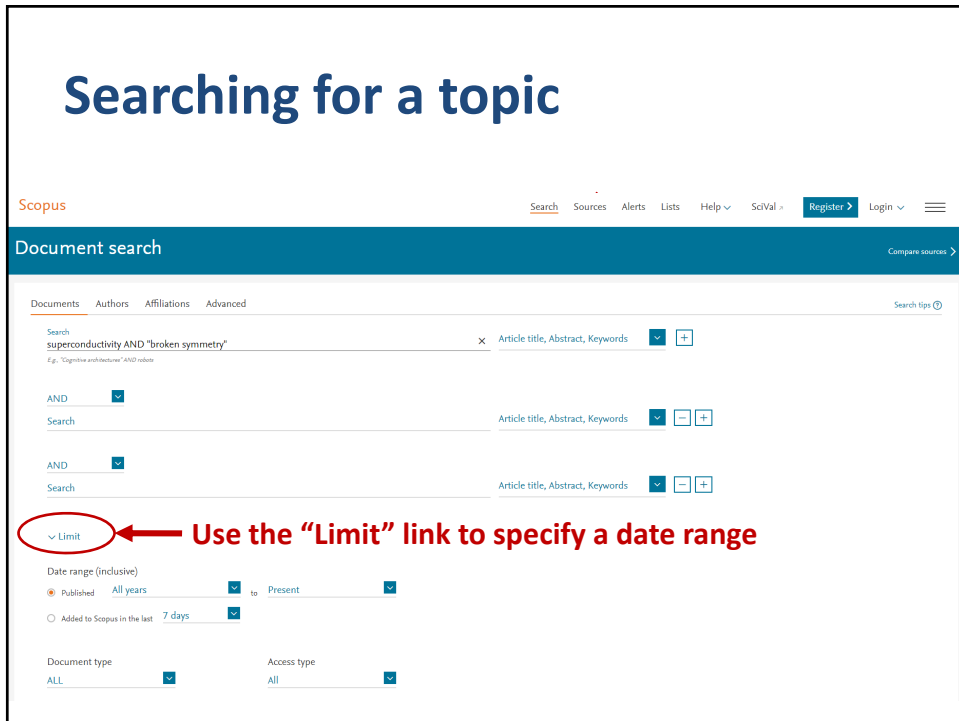 Searching for a topic
Scopus
Search Sources Alerts Lists Help SciVal Register Login
Document search
Compare sources
Documents Authors Affiliations Advanced
Search tips
Search
superconductivity AND "broken symmetry" × Article title, Abstract, Keywords +
E.g., "Cognitive architectures" AND robots
AND
Search Article title, Abstract, Keywords − +
AND
Search Article title, Abstract, Keywords − +
Limit
Use the “Limit” link to specify a date range
Date range (inclusive)
Published All years to Present
Added to Scopus in the last 7 days
Document type Access type
ALL All